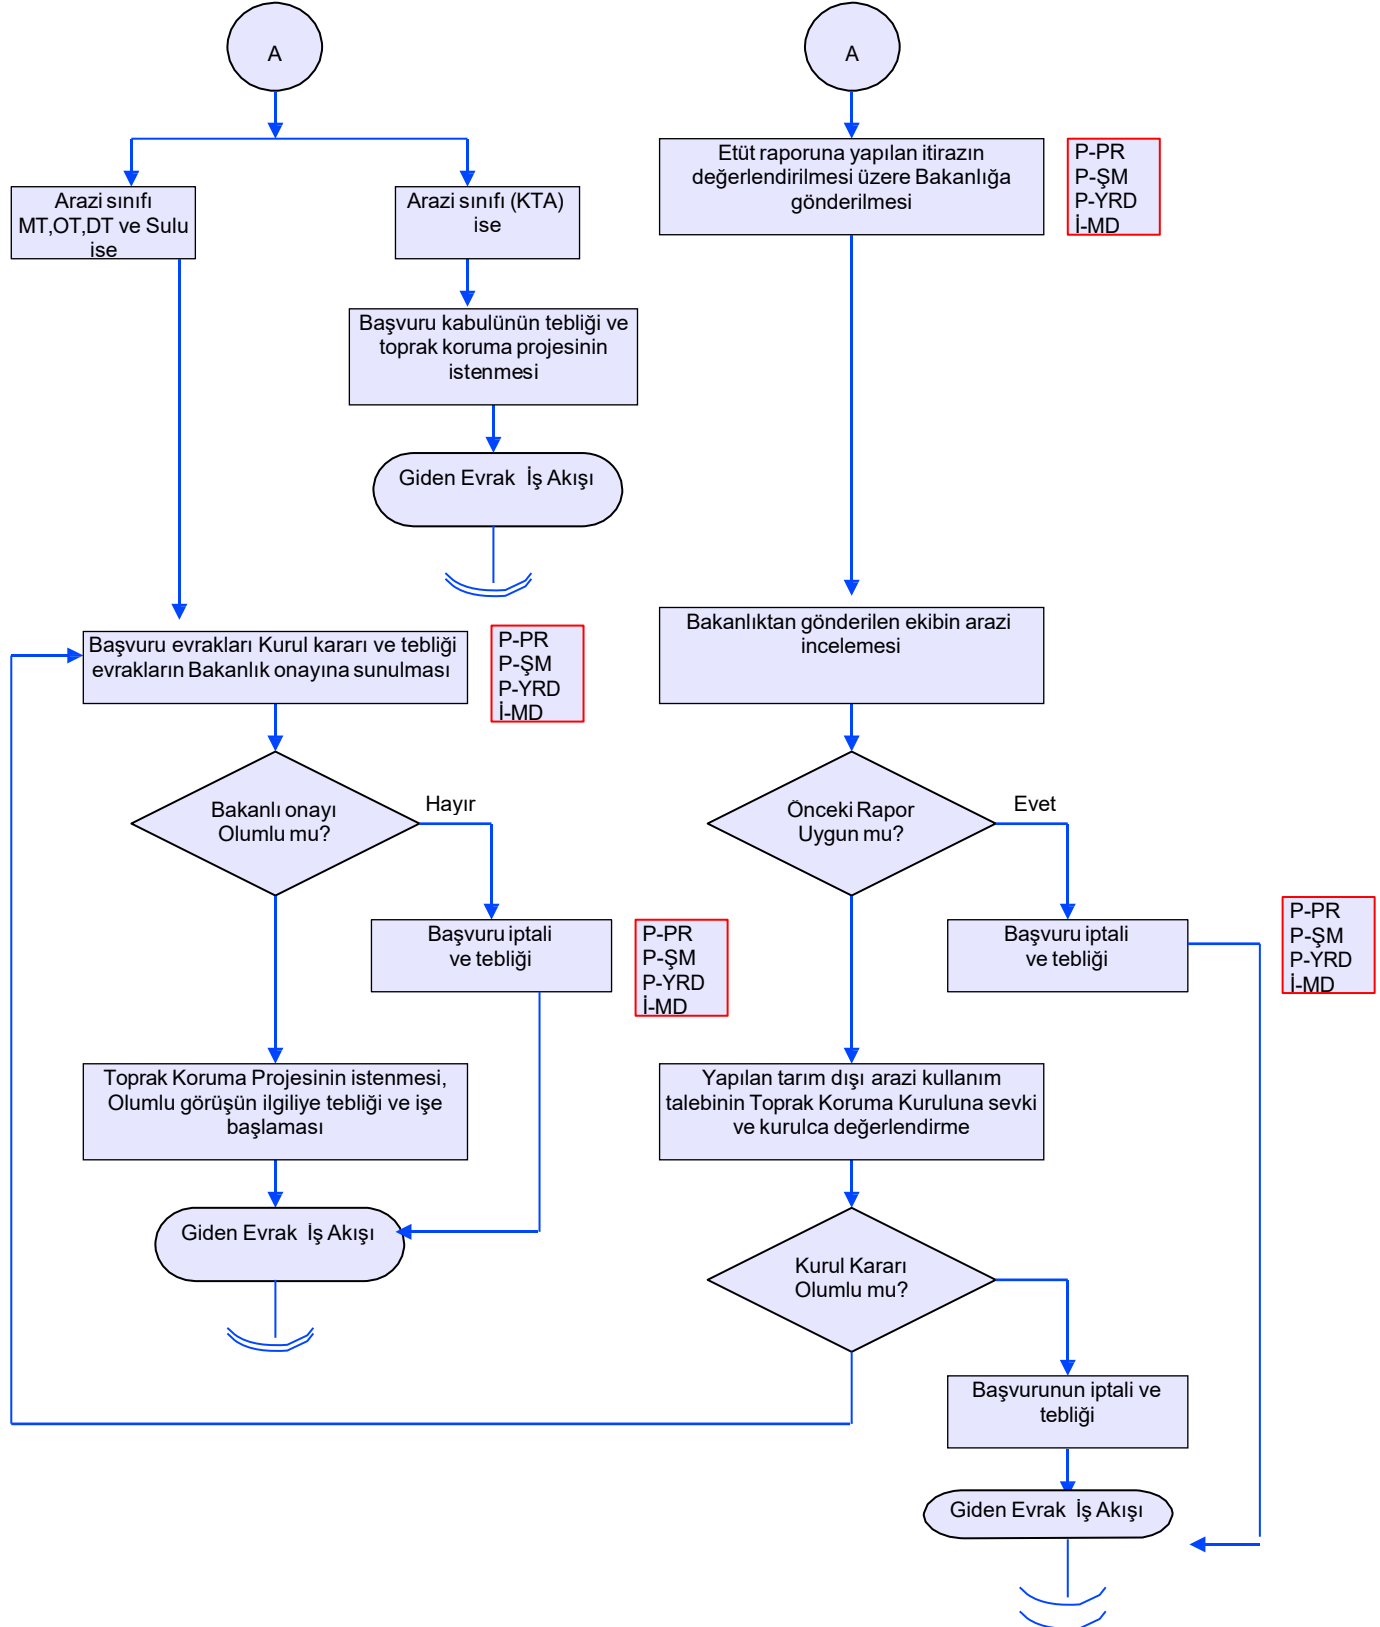 A
Arazi sınıfı
MT,OT,DT ve Sulu
ise
Arazi sınıfı (KTA)
ise
Başvuru kabülünün tebliği ve
toprak koruma projesinin
istenmesi
Giden Evrak İş Akışı
Başvuru evrakları Kurul kararı ve tebliği
evrakların Bakanlık onayına sunulması
P-PR
P-ŞM
P-YRD
İ-MD
Bakanlı onayı
Olumlu mu?
Hayır
Başvuru iptali
ve tebliği
P-PR
P-ŞM
P-YRD
İ-MD
Toprak Koruma Projesinin istenmesi,
Olumlu görüşün ilgiliye tebliği ve işe
başlaması
Giden Evrak İş Akışı
A
Etüt raporuna yapılan itirazın
değerlendirilmesi üzere Bakanlığa
gönderilmesi
P-PR
P-ŞM
P-YRD
İ-MD
Bakanlıktan gönderilen ekibin arazi
incelemesi
Önceki Rapor
Uygun mu?
Evet
Başvuru iptali
ve tebliği
P-PR
P-ŞM
P-YRD
İ-MD
Yapılan tarım dışı arazi kullanım
talebinin Toprak Koruma Kuruluna sevki
ve kurulca değerlendirme
Kurul Kararı
Olumlu mu?
Başvurunun iptali ve
tebliği
Giden Evrak İş Akışı